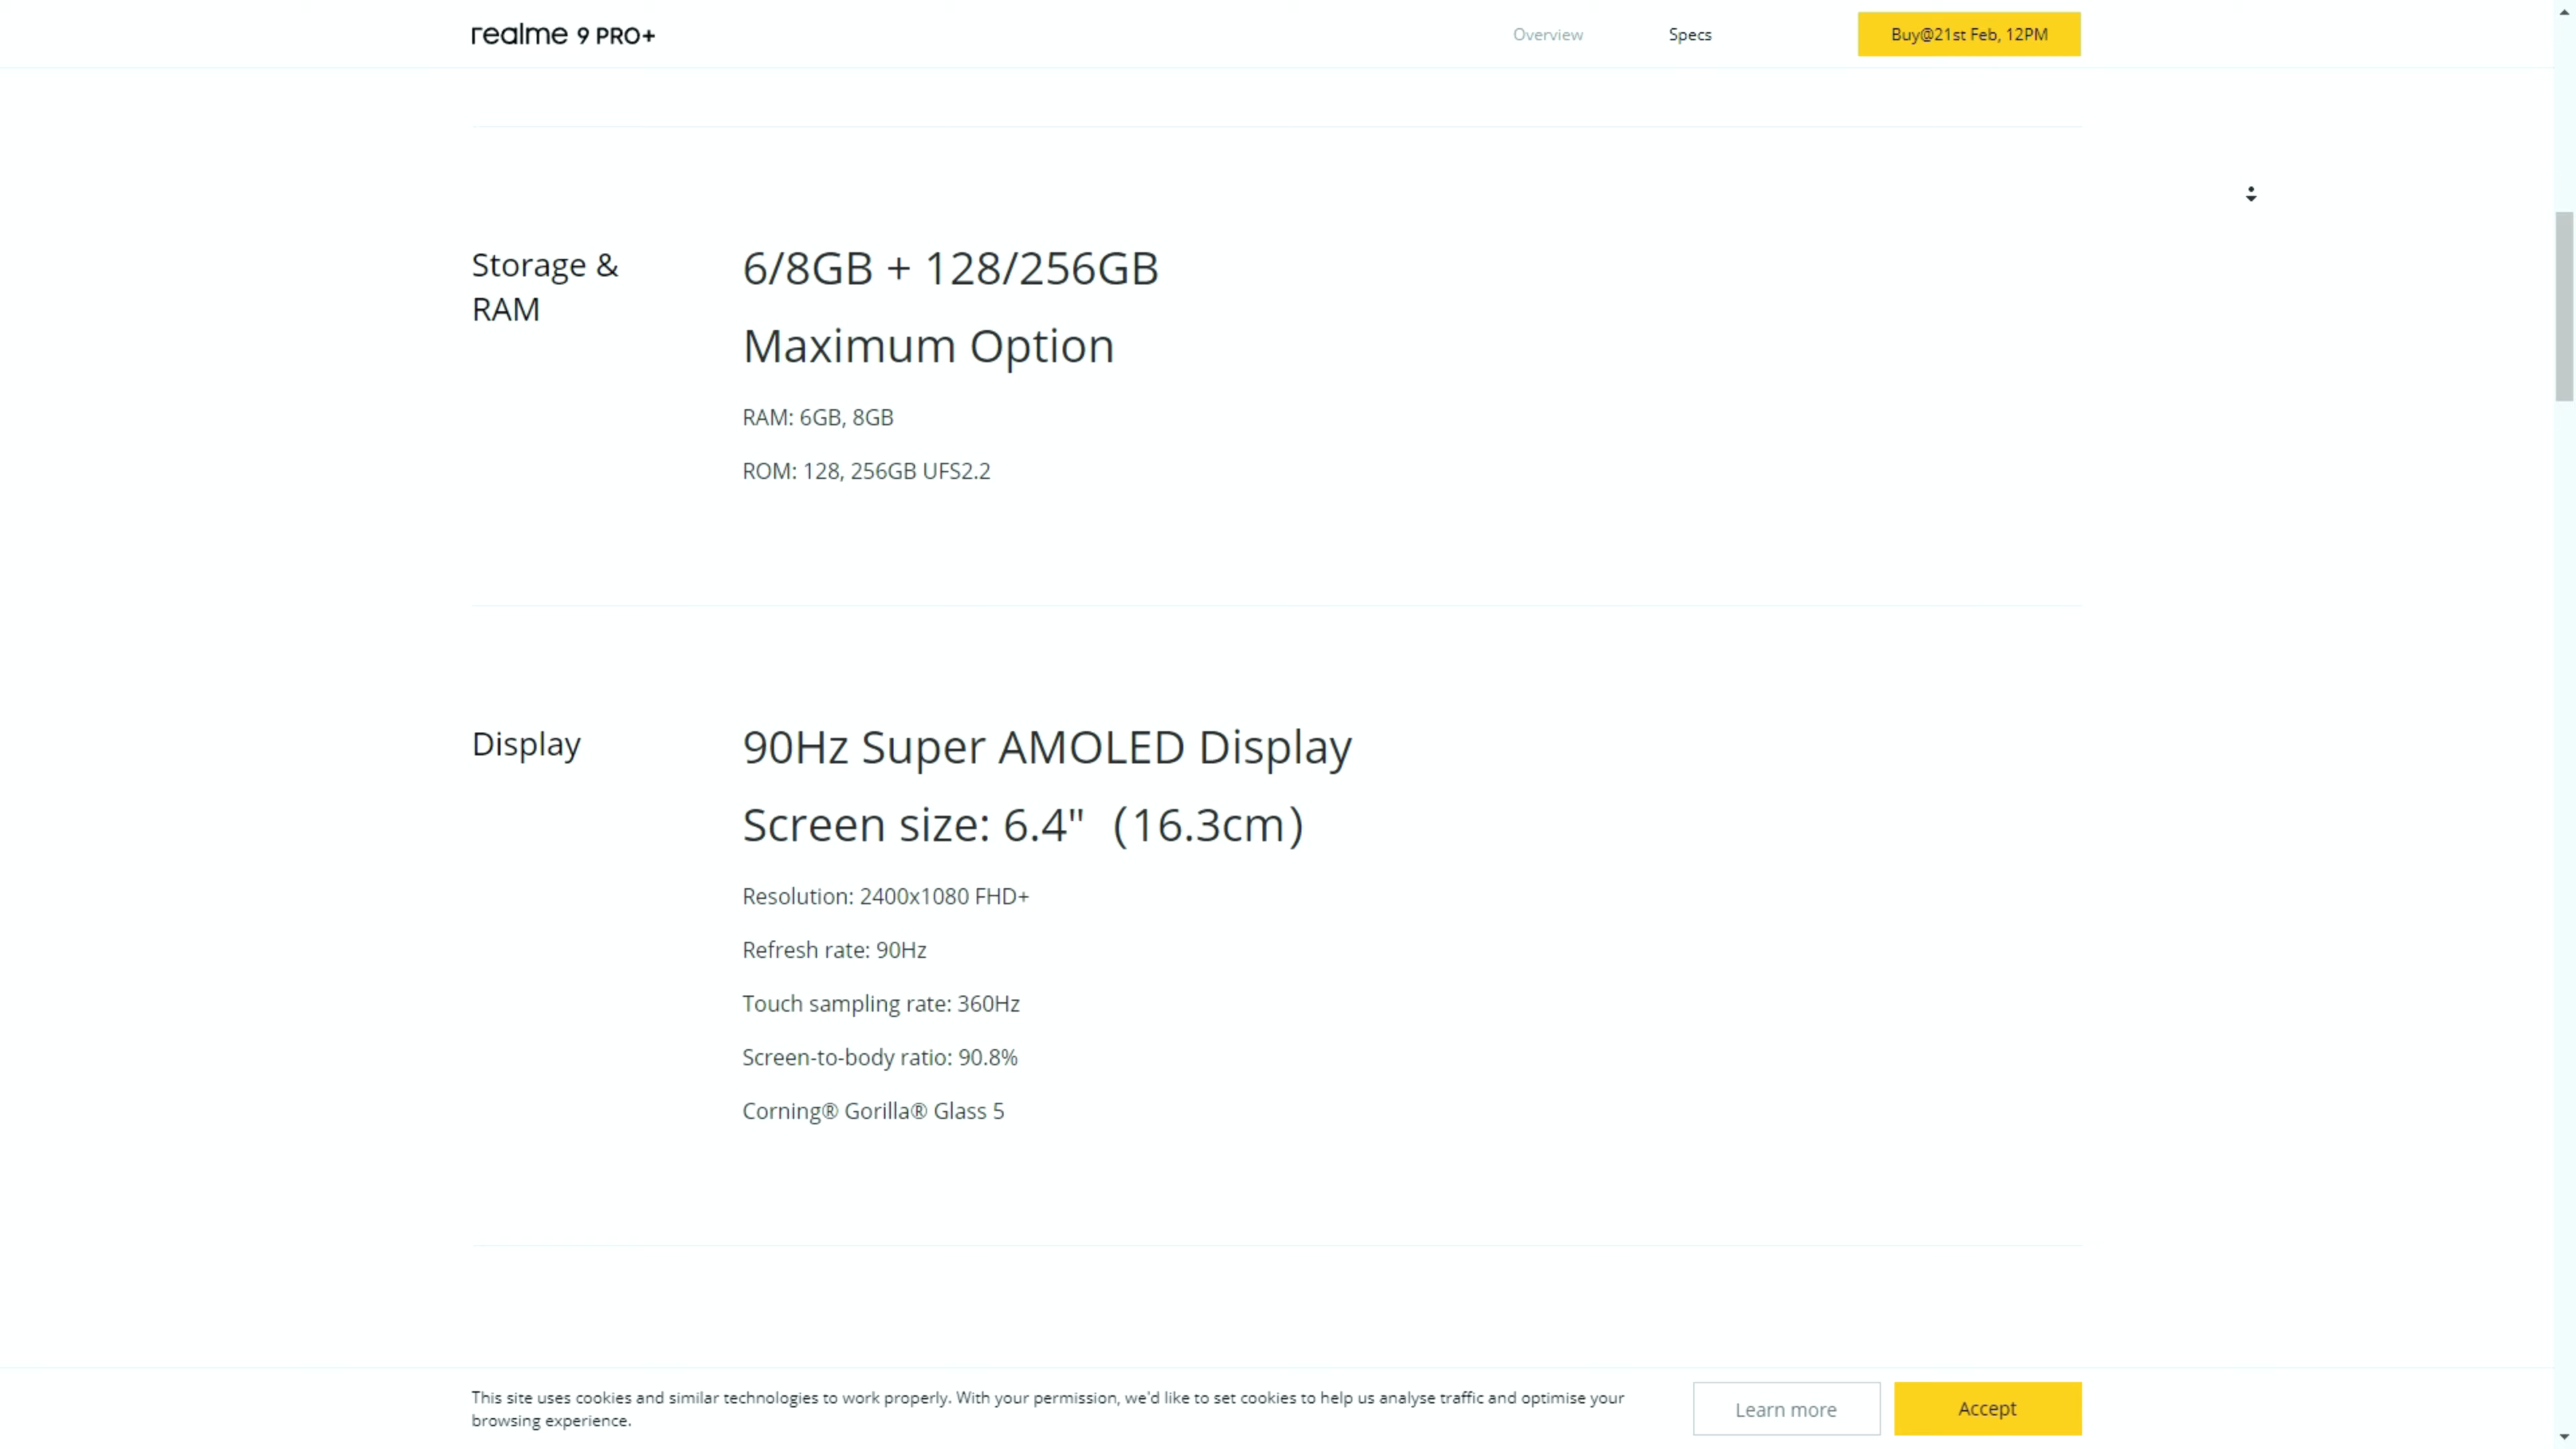 realme 9 PRO+
Overview
Specs
Buy@21st Feb, 12PM
Storage &
RAM
6/8GB + 128/256GB
Maximum Option
RAM: 6GB, 8GB
ROM: 128, 256GB UFS2.2
Display
90Hz Super AMOLED Display
Screen size: 6.4"（16.3cm）
Resolution: 2400x1080 FHD+
Refresh rate: 90Hz
Touch sampling rate: 360Hz
Screen-to-body ratio: 90.8%
Corning® Gorilla® Glass 5
This site uses cookies and similar technologies to work properly. With your permission, we'd like to set cookies to help us analyse traffic and optimise your
browsing experience.
Learn more
Accept